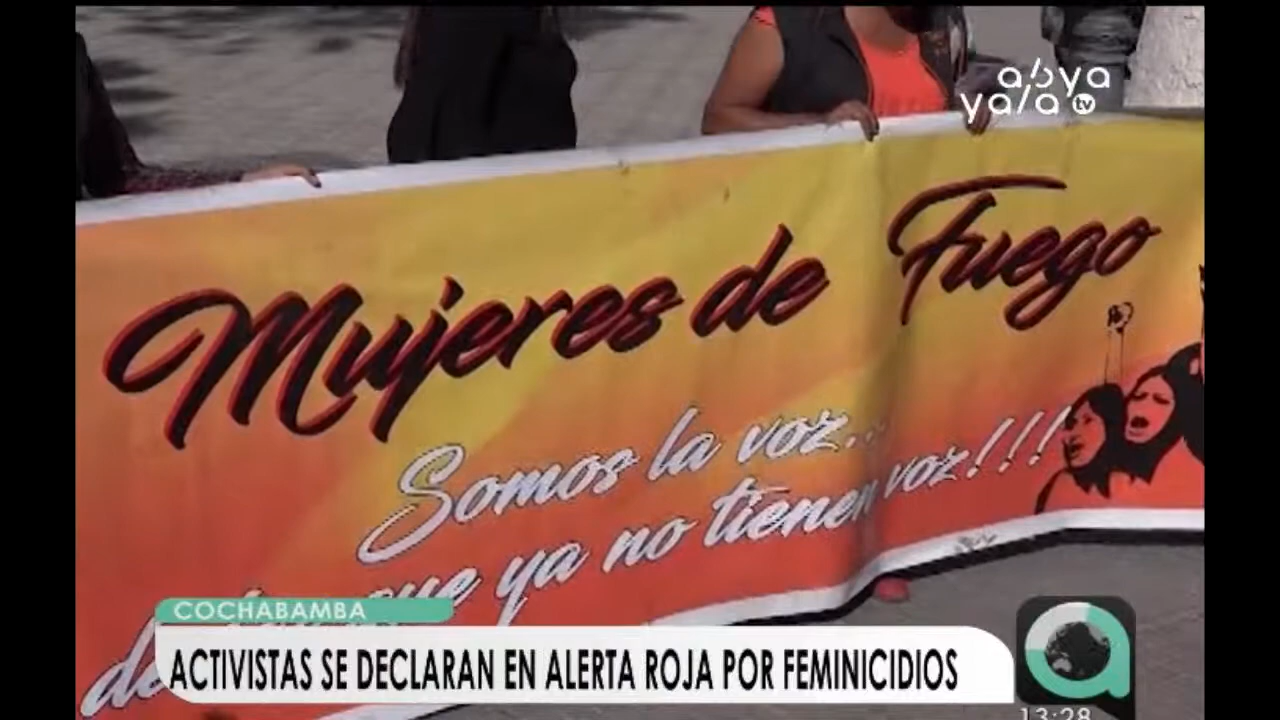 abya
yala tv
Mujeres de Fuego
Somos la voz...
que ya no tienen voz!!!
COCHABAMBA
ACTIVISTAS SE DECLARAN EN ALERTA ROJA POR FEMINICIDIOS
13:28